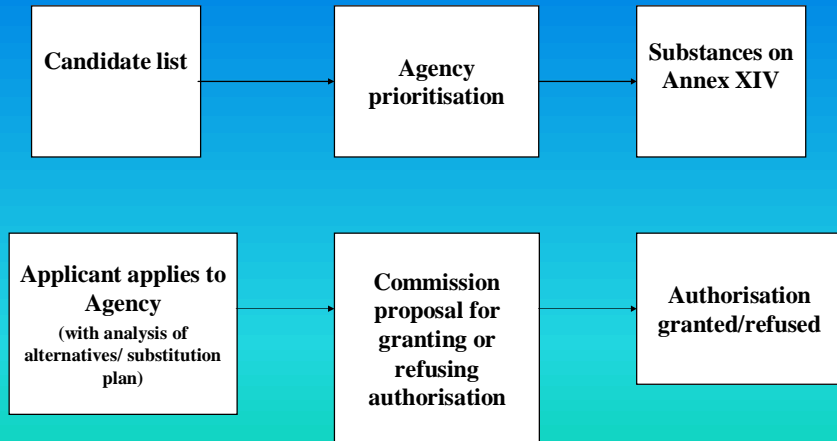 Candidate list
Agency
prioritisation
Substances on
Annex XIV
Applicant applies to
Agency
(with analysis of
alternatives/ substitution
plan)
Commission
proposal for
granting or
refusing
authorisation
Authorisation
granted/refused